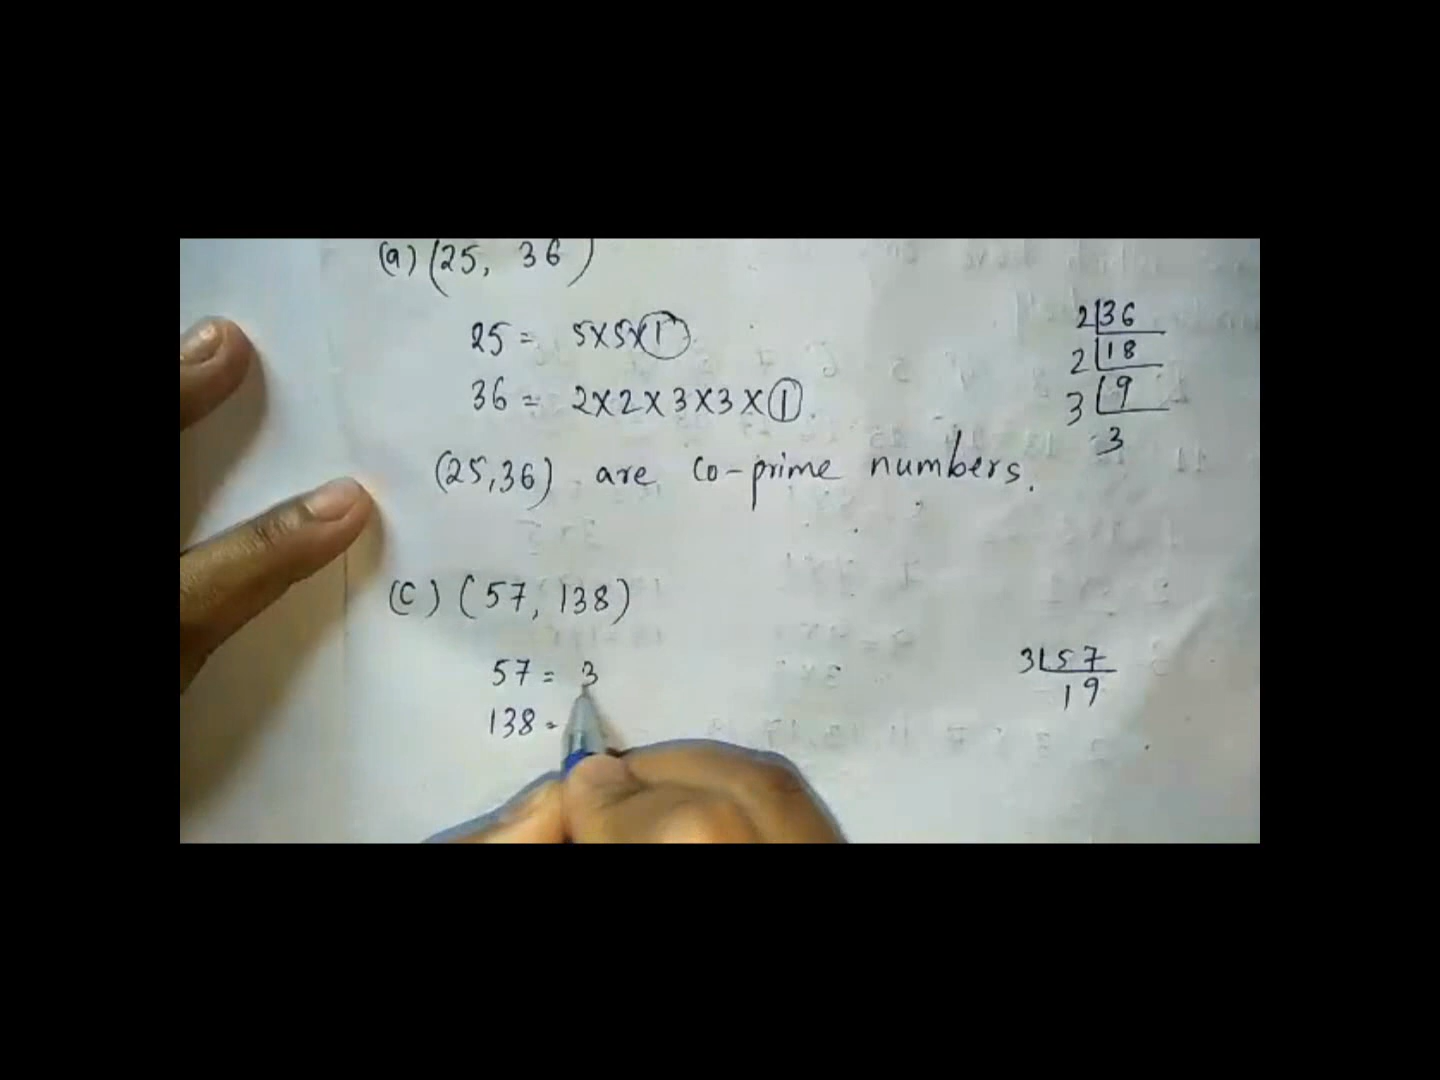 (a) (25, 36)
25 = 5×5×1
36 = 2×2×3×3×1
2 36
2 18
3 9
3
(25,36) are co-prime numbers.
(c) (57, 138)
57 = 3
138 =
3 57
19